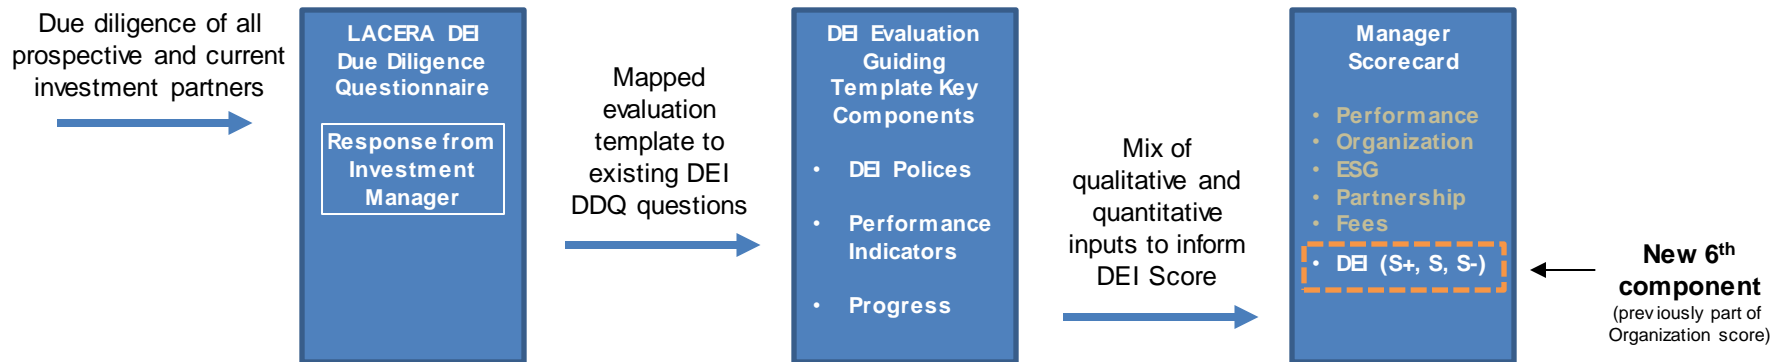 Due diligence of all
prospective and current
investment partners
LACERA DEI
Due Diligence
Questionnaire
Response from
Investment
Manager
Mapped
evaluation
template to
existing DEI
DDQ questions
DEI Evaluation
Guiding
Template Key
Components
• DEI Polices
• Performance
Indicators
• Progress
Mix of
qualitative and
quantitative
inputs to inform
DEI Score
Manager
Scorecard
• Performance
• Organization
• ESG
• Partnership
• Fees
• DEI (S+, S, S-)
New 6th
component
(previously part of
Organization score)